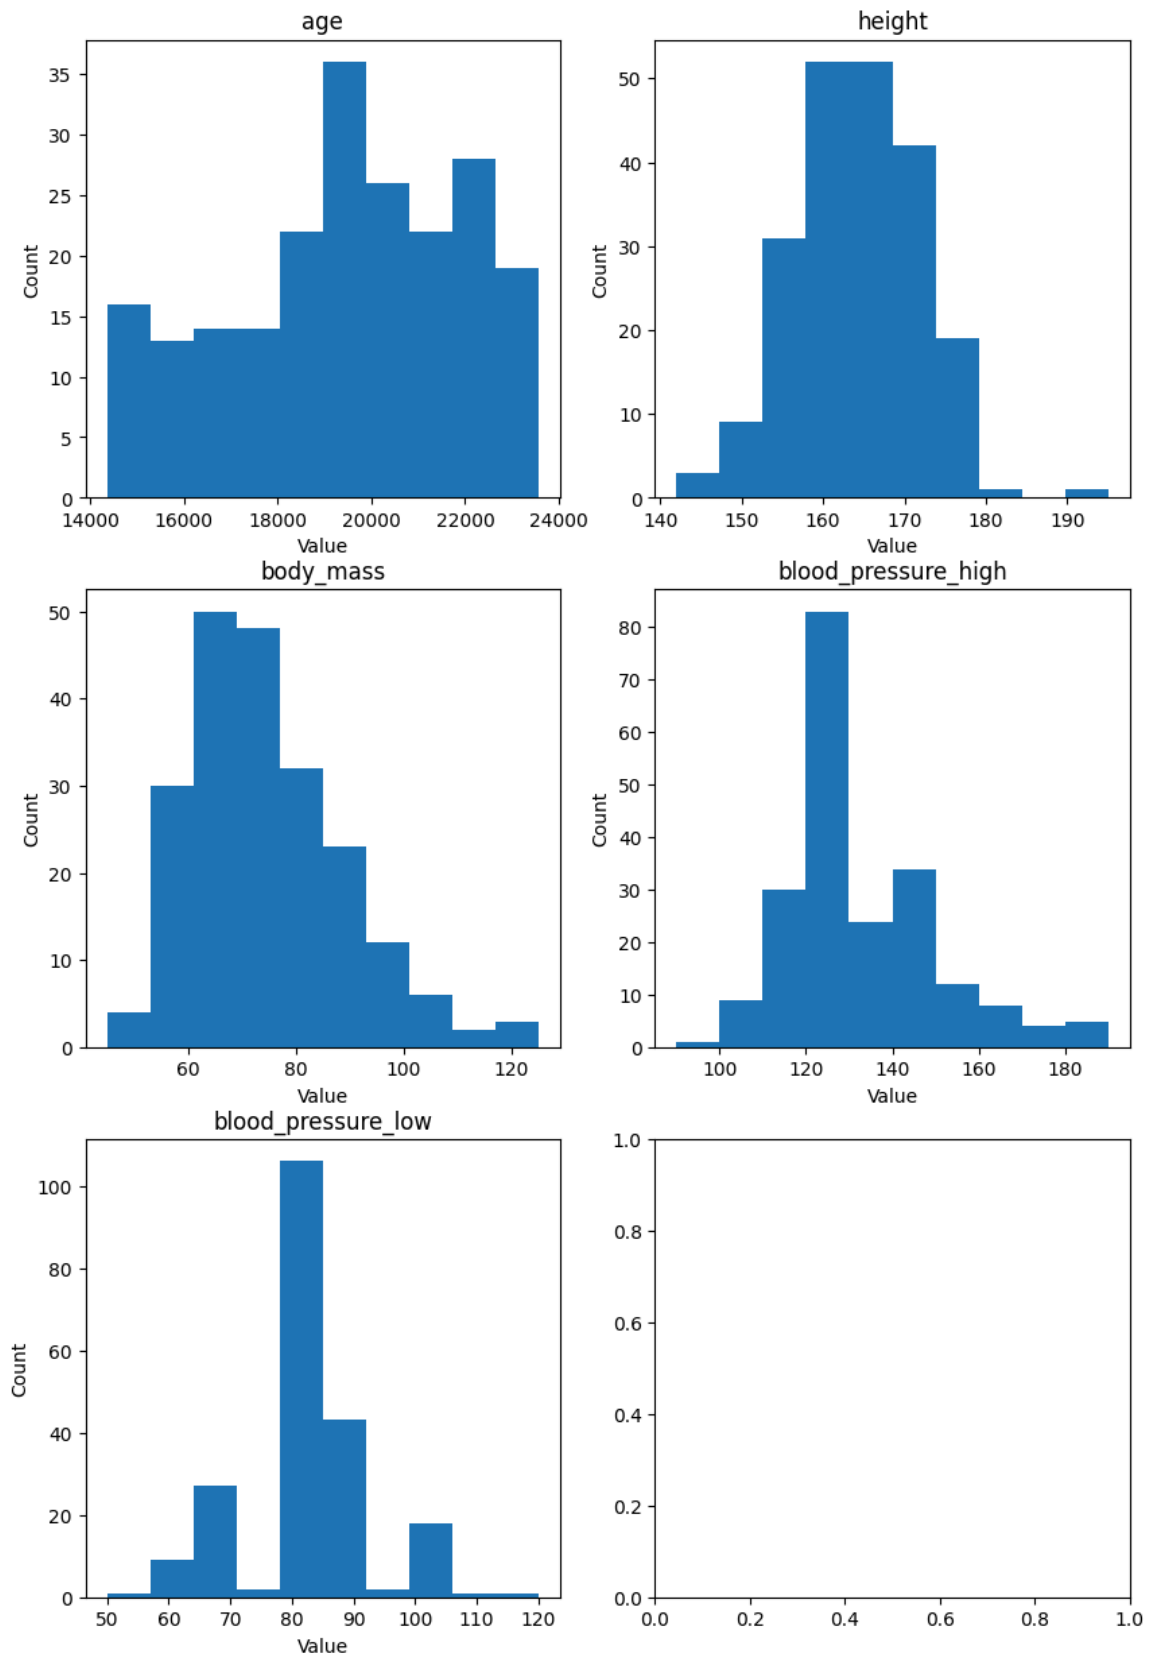 age
35
30
25
20
15
10
5
0
Count
14000 16000 18000 20000 22000 24000
Value
height
50
40
30
20
10
0
Count
140 150 160 170 180 190
Value
body_mass
50
40
30
20
10
0
Count
60 80 100 120
Value
blood_pressure_high
80
70
60
50
40
30
20
10
0
Count
100 120 140 160 180
Value
blood_pressure_low
100
80
60
40
20
0
Count
50 60 70 80 90 100 110 120
Value
1.0
0.8
0.6
0.4
0.2
0.0
0.0 0.2 0.4 0.6 0.8 1.0